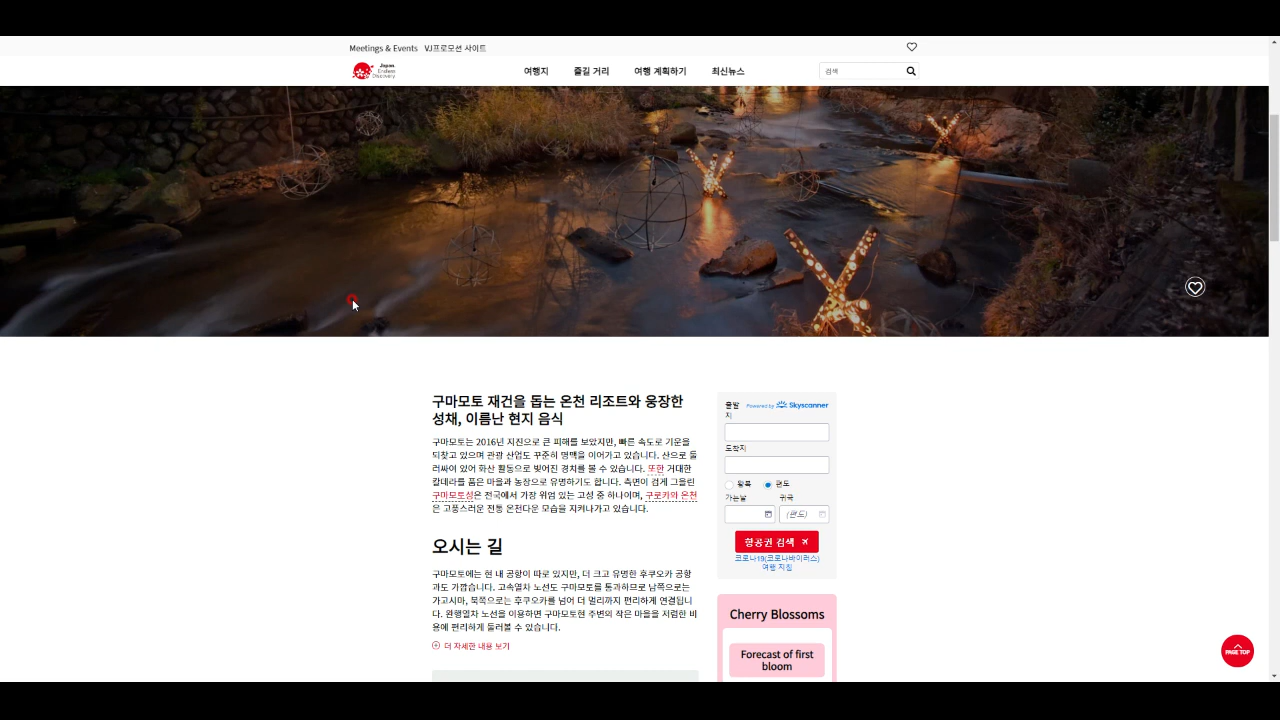 Meetings & Events VJ프로모션 사이트
Japan.
Endless
Discovery.
여행지 즐길 거리 여행 계획하기 최신뉴스
검색
구마모토 재건을 돕는 온천 리조트와 웅장한
성채, 이름난 현지 음식
구마모토는 2016년 지진으로 큰 피해를 보았지만, 빠른 속도로 기운을
되찾고 있으며 관광 산업도 꾸준히 명맥을 이어가고 있습니다. 산으로 둘
러싸여 있어 화산 활동으로 빚어진 경치를 볼 수 있습니다. 또한 거대한
칼데라를 품은 마을과 농장으로 유명하기도 합니다. 측면이 검게 그을린
구마모토성은 전국에서 가장 위엄 있는 고성 중 하나이며, 구로카와 온천
은 고풍스러운 전통 온천다운 모습을 지켜나가고 있습니다.
오시는 길
구마모토에는 현 내 공항이 따로 있지만, 더 크고 유명한 후쿠오카 공항
과도 가깝습니다. 고속열차 노선도 구마모토를 통과하므로 남쪽으로는
가고시마, 북쪽으로는 후쿠오카를 넘어 더 멀리까지 편리하게 연결됩니
다. 완행열차 노선을 이용하면 구마모토현 주변의 작은 마을을 저렴한 비
용에 편리하게 둘러볼 수 있습니다.
더 자세한 내용 보기
출발
지
Powered by Skyscanner
도착지
왕복 편도
가는날 귀국
(편도)
항공권 검색
코로나19(코로나바이러스)
여행 지침
Cherry Blossoms
Forecast of first
bloom
PAGE TOP